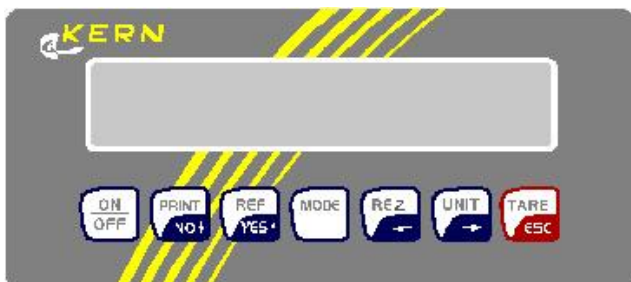 KERN
ON
OFF
PRINT
NO
REF
YES
MODE
REZ
←
UNIT
→
TARE
ESC